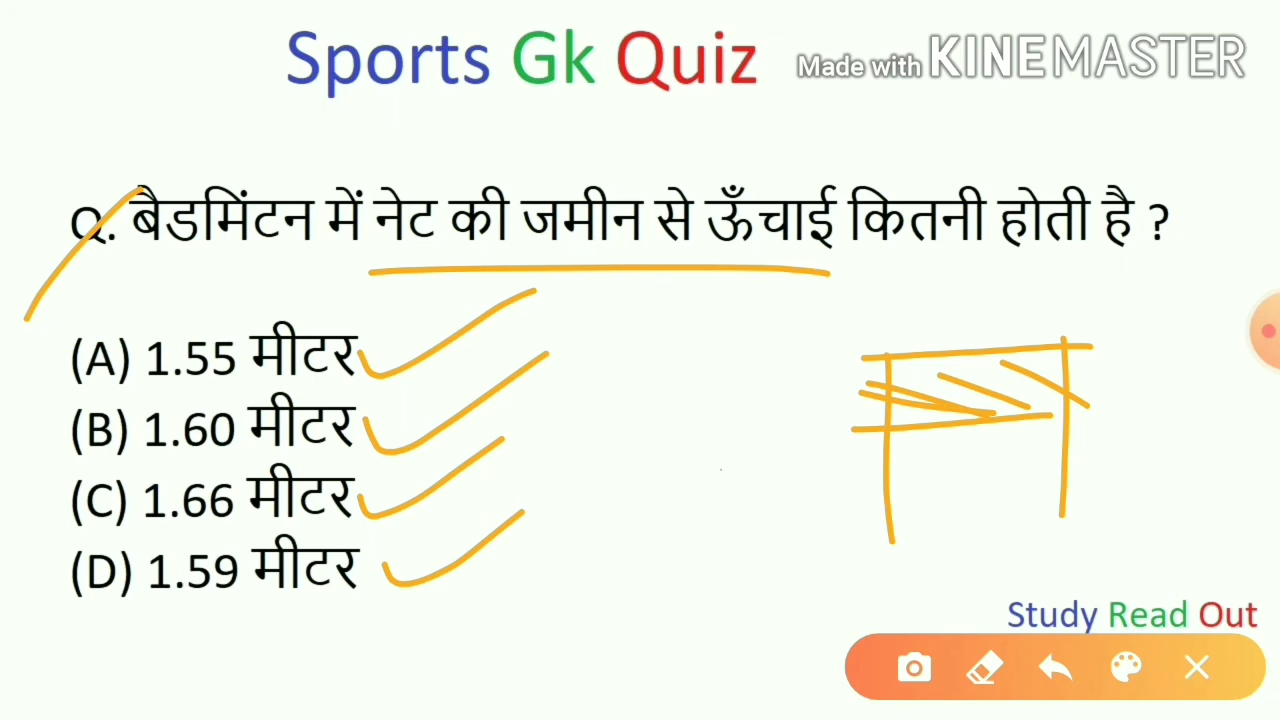 Sports Gk Quiz
Made with KINEMASTER
Q. बैडमिंटन में नेट की जमीन से ऊँचाई कितनी होती है ?
(A) 1.55 मीटर
(B) 1.60 मीटर
(C) 1.66 मीटर
(D) 1.59 मीटर
Study Read Out